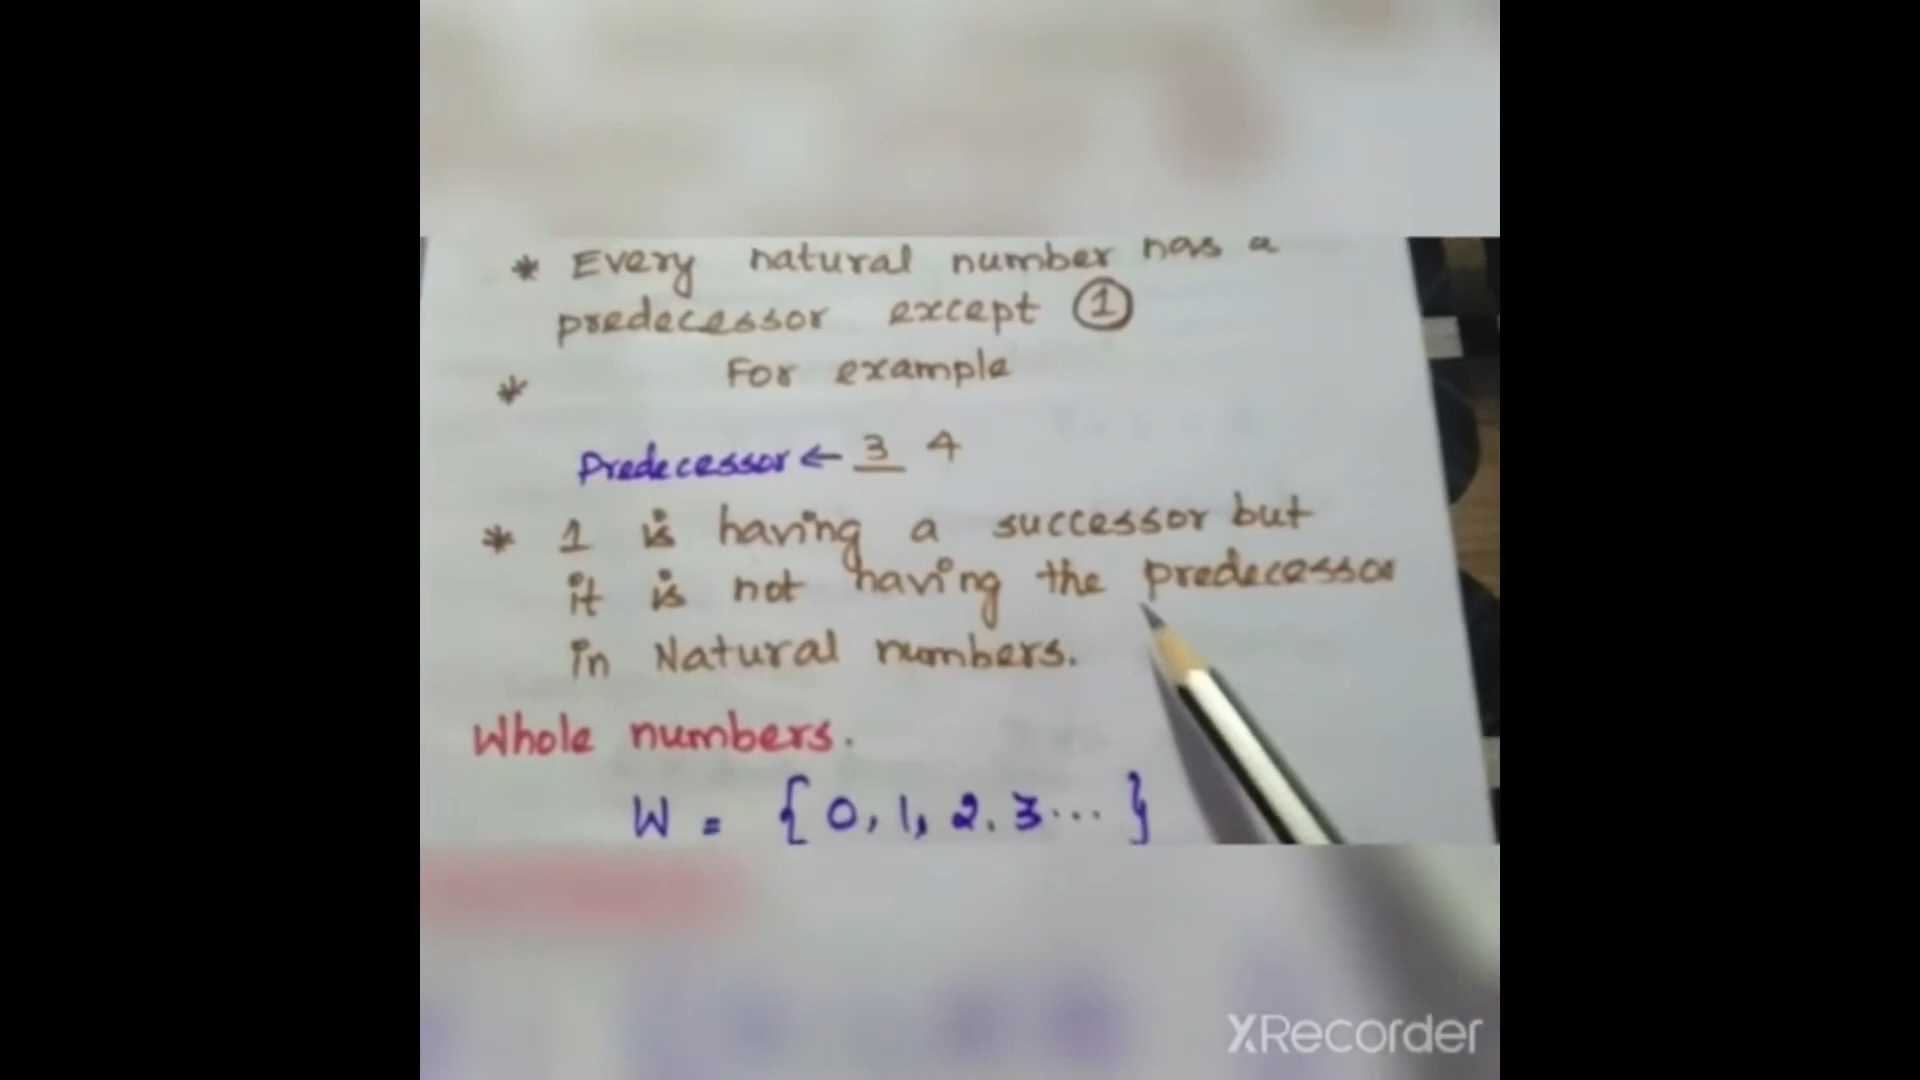 * Every natural number has a
predecessor except 1
* For example
Predecessor ← 3 4
* 1 is having a successor but
it is not having the predecessor
in Natural numbers.
Whole numbers.
W = { 0, 1, 2. 3... }
XRecorder